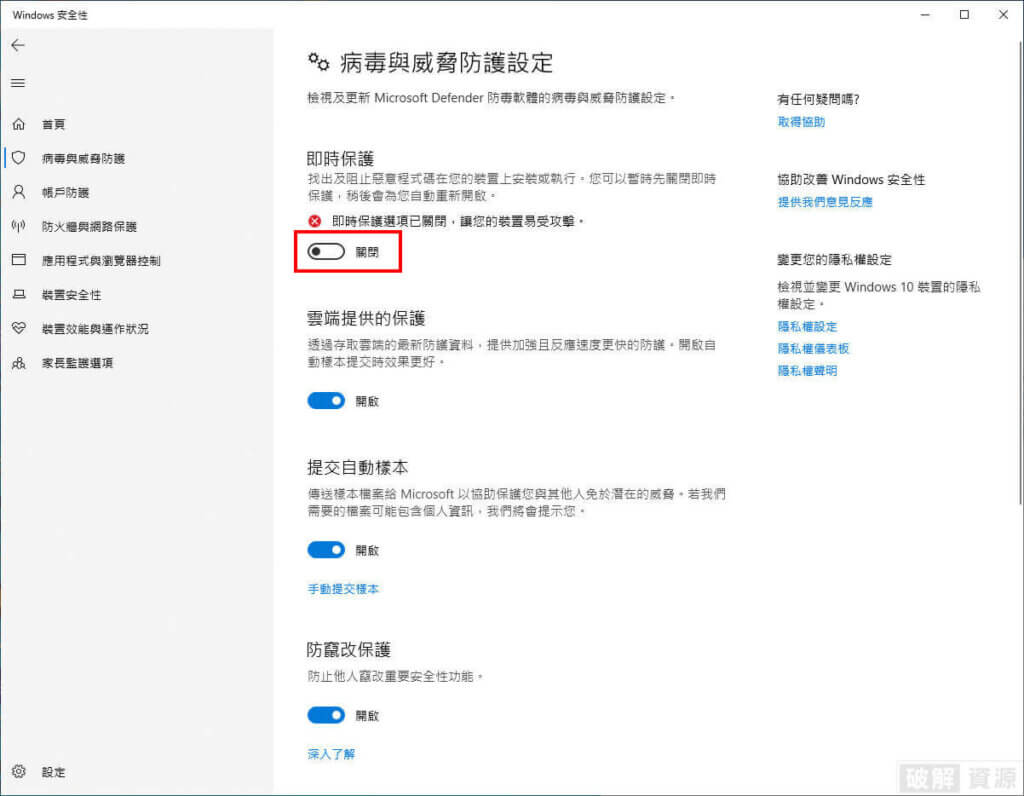 Windows 安全性
首頁
病毒與威脅防護
帳戶防護
防火牆與網路保護
應用程式與瀏覽器控制
裝置安全性
裝置效能與運作狀況
家長監護選項
設定
病毒與威脅防護設定
檢視及更新 Microsoft Defender 防毒軟體的病毒與威脅防護設定。
即時保護
找出及阻止惡意程式碼在您的裝置上安裝或執行。您可以暫時先關閉即時
保護，稍後會為您自動重新開啟。
即時保護選項已關閉，讓您的裝置易受攻擊。
關閉
雲端提供的保護
透過存取雲端的最新防護資料，提供加強且反應速度更快的防護。開啟自
動樣本提交時效果更好。
開啟
提交自動樣本
傳送樣本檔案給 Microsoft 以協助保護您與其他人免於潛在的威脅。若我們
需要的檔案可能包含個人資訊，我們將會提示您。
開啟
手動提交樣本
防竄改保護
防止他人竄改重要安全性功能。
開啟
深入了解
有任何疑問嗎?
取得協助
協助改善 Windows 安全性
提供我們意見反應
變更您的隱私權設定
檢視並變更 Windows 10 裝置的隱私
權設定。
隱私權設定
隱私權儀表板
隱私權聲明
破解資源